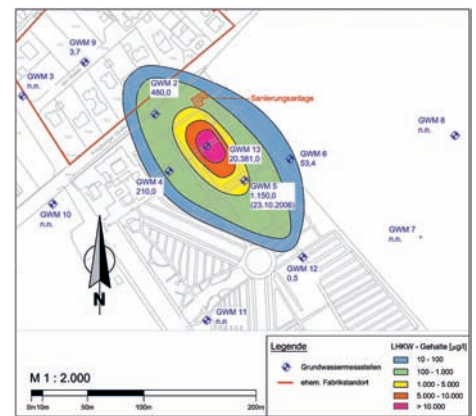 GWM 9
3,7
GWM 3
n.n.
GWM 2
480,0
Sanierungsanlage
GWM 8
n.n.
GWM 13
20.381,0
GWM 6
53,4
GWM 4
210,0
GWM 5
1.150,0
(23.10.2006)
GWM 10
n.n.
GWM 7
n.n.
GWM 12
0,5
N
GWM 11
n.n
Legende
Grundwassermessstellen
ehem. Fabrikstandort
LHKW - Gehalte [µg/l]
10 - 100
100 - 1.000
1.000 - 5.000
5.000 - 10.000
> 10.000
M 1 : 2.000
0m 10m 50m 100m 200m